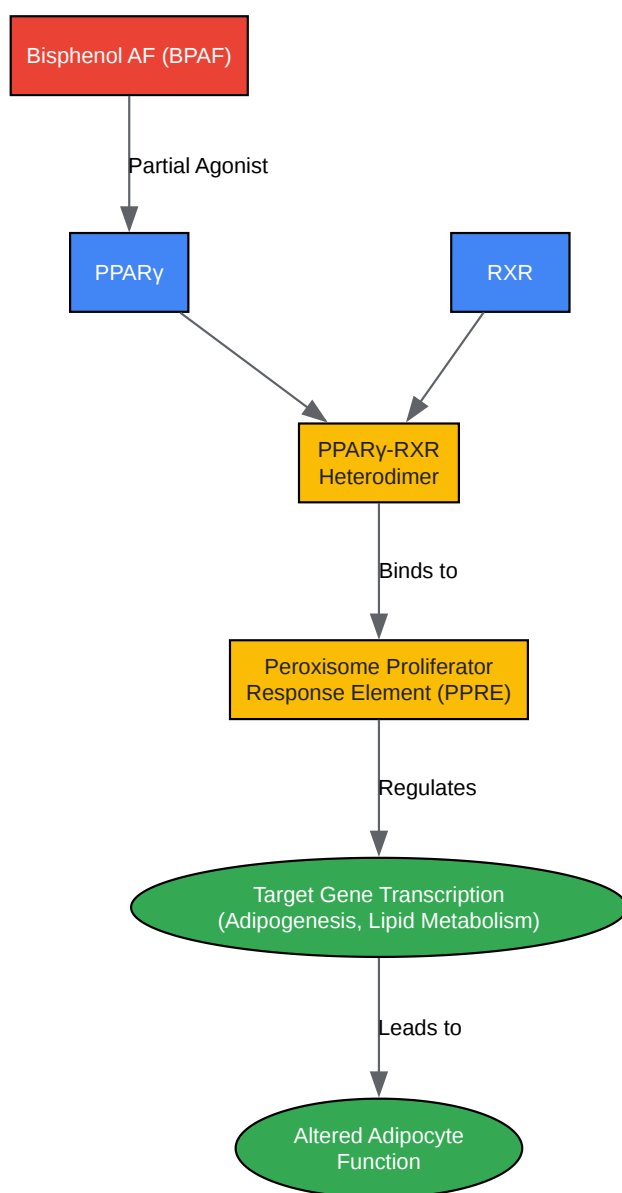 Bisphenol AF (BPAF)
Partial Agonist
PPARγ
RXR
PPARγ-RXR
Heterodimer
Binds to
Peroxisome Proliferator
Response Element (PPRE)
Regulates
Target Gene Transcription
(Adipogenesis, Lipid Metabolism)
Leads to
Altered Adipocyte
Function